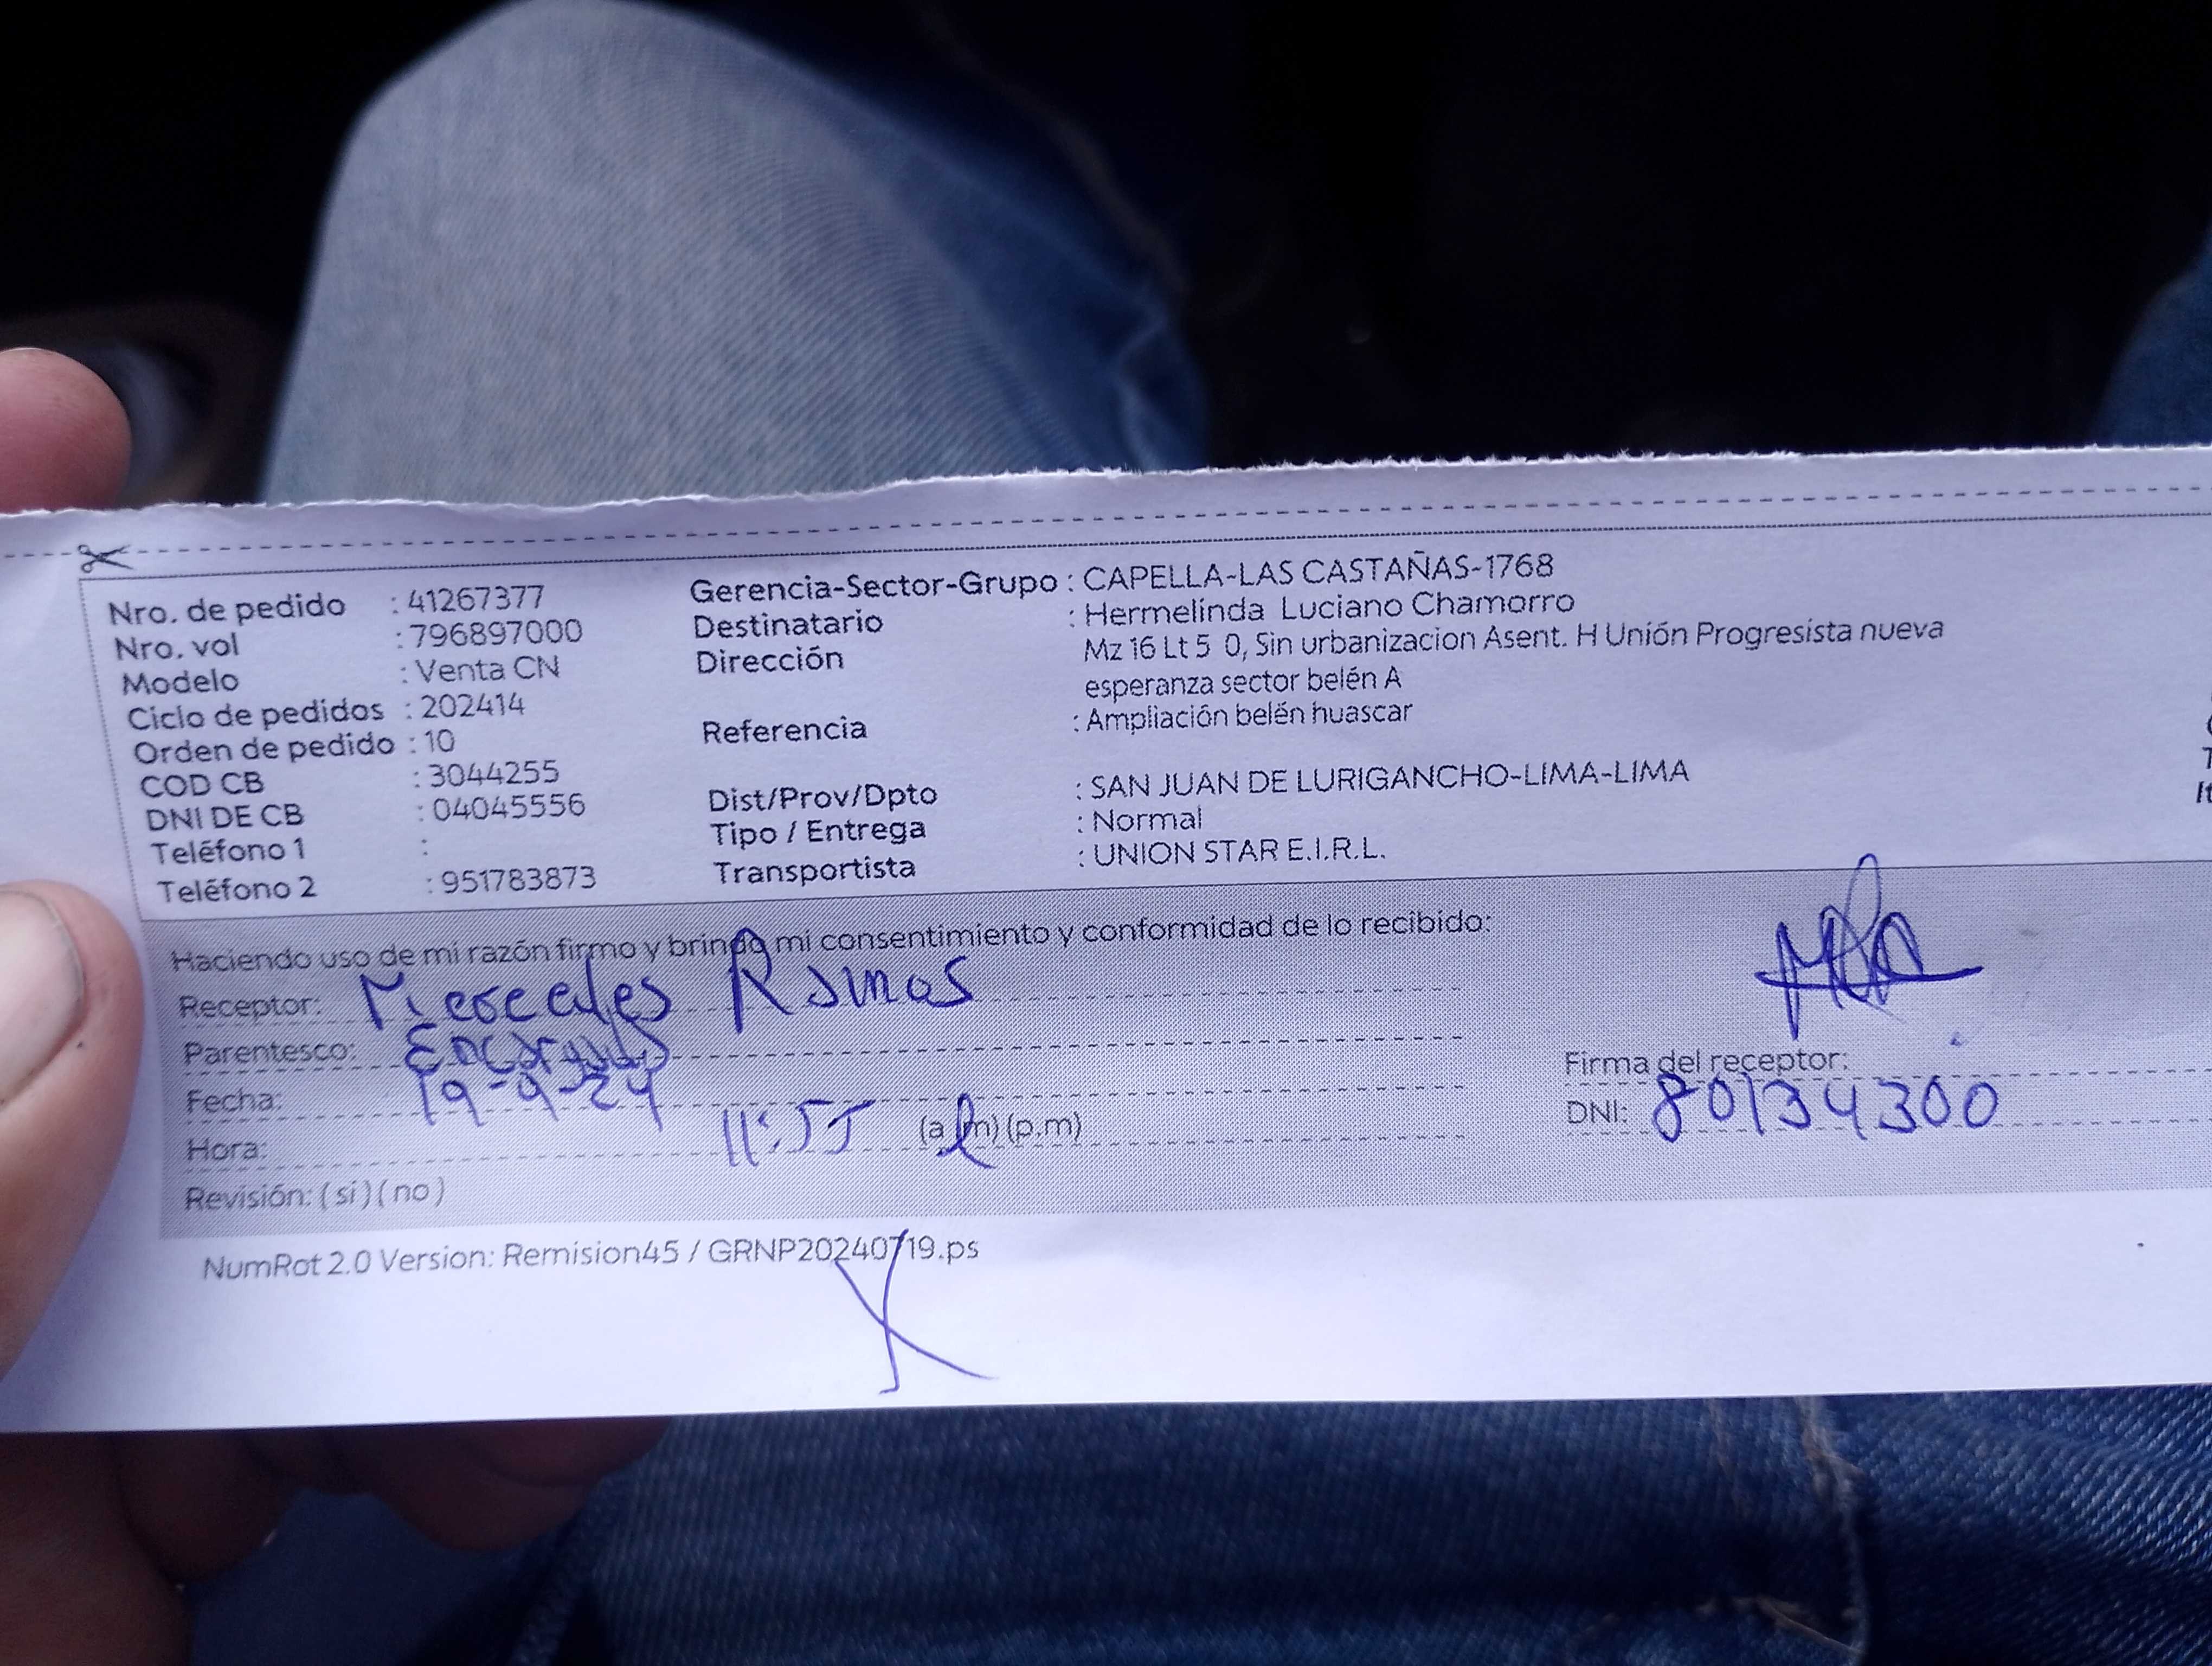 Nro. de pedido : 41267377
Nro. vol : 796897000
Modelo : Venta CN
Ciclo de pedidos : 202414
Orden de pedido : 10
COD CB : 3044255
DNI DE CB : 04045556
Teléfono 1 :
Teléfono 2 : 951783873
Gerencia-Sector-Grupo : CAPELLA-LAS CASTAÑAS-1768
Destinatario : Hermelinda Luciano Chamorro
Dirección Mz 16 Lt 5 0, Sin urbanizacion Asent. H Unión Progresista nueva
esperanza sector belén A
Referencia : Ampliación belén huascar
Dist/Prov/Dpto : SAN JUAN DE LURIGANCHO-LIMA-LIMA
Tipo / Entrega : Normal
Transportista : UNION STAR E.I.R.L.
Haciendo uso de mi razón firmo y brindo mi consentimiento y conformidad de lo recibido:
Receptor: Mercedes Ramos
Parentesco: Encargada
Fecha: 19-9-24
Hora: 11:55 (a.m) (p.m)
Revisión: ( si ) ( no )
Firma del receptor:
DNI: 80134300
NumRot 2.0 Version: Remision45 / GRNP20240719.ps